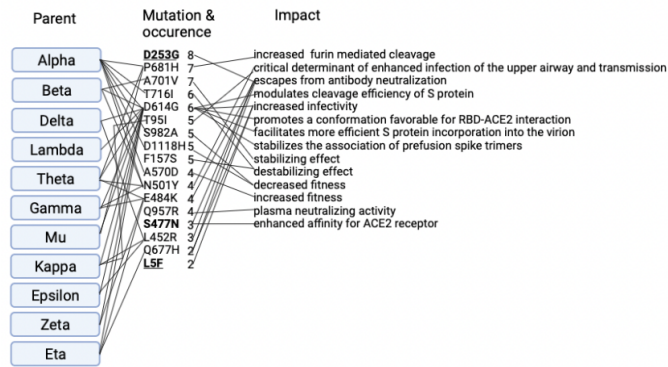 Parent
Mutation & occurence
Impact
Alpha
Beta
Delta
Lambda
Theta
Gamma
Mu
Kappa
Epsilon
Zeta
Eta
D253G 8
P681H 7
A701V 7
T716I 6
D614G 6
T95I 5
S982A 5
D1118H 5
F157S 5
A570D 4
N501Y 4
E484K 4
Q957R 4
S477N 3
L452R 3
Q677H 2
L5F 2
increased furin mediated cleavage
critical determinant of enhanced infection of the upper airway and transmission
escapes from antibody neutralization
modulates cleavage efficiency of S protein
increased infectivity
promotes a conformation favorable for RBD-ACE2 interaction
facilitates more efficient S protein incorporation into the virion
stabilizes the association of prefusion spike trimers
stabilizing effect
destabilizing effect
decreased fitness
increased fitness
plasma neutralizing activity
enhanced affinity for ACE2 receptor